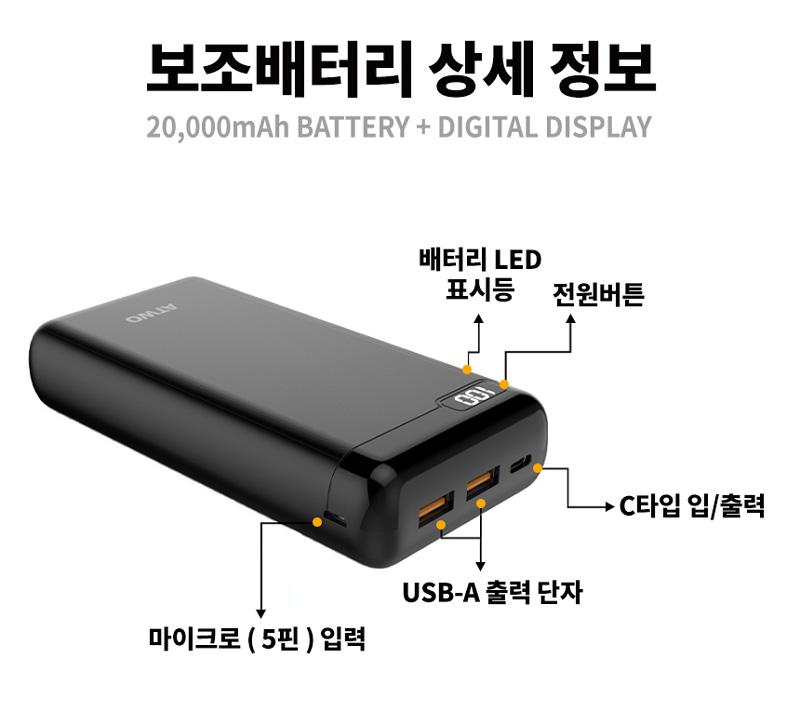 보조배터리 상세 정보
20,000mAh BATTERY + DIGITAL DISPLAY
배터리 LED
표시등
전원버튼
ATWO
100
C타입 입/출력
USB-A 출력 단자
마이크로 ( 5핀 ) 입력